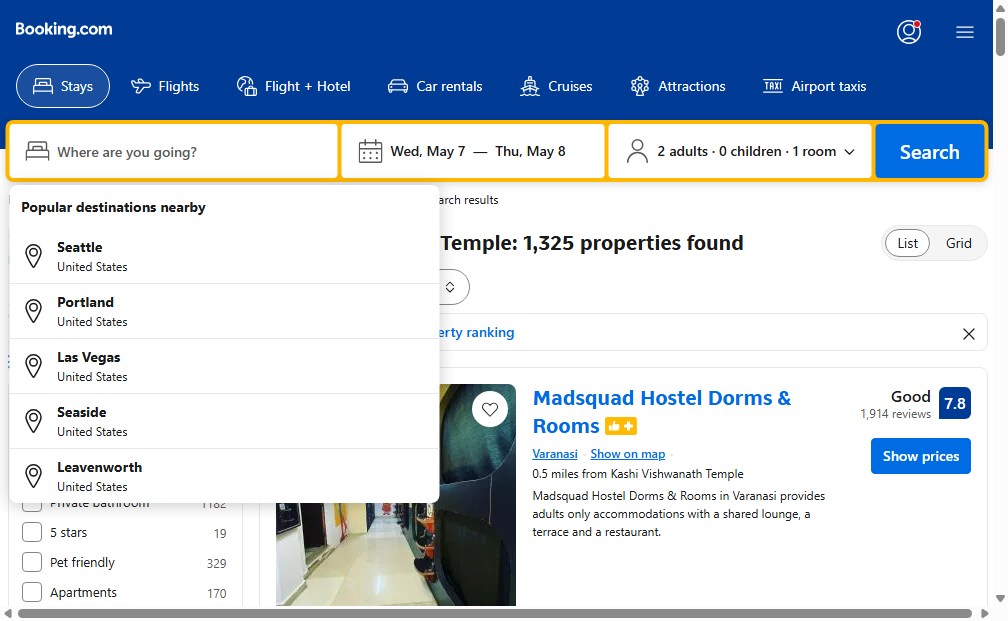 Booking.com
Stays
Flights
Flight + Hotel
Car rentals
Cruises
Attractions
TAXI Airport taxis
Where are you going?
Wed, May 7 — Thu, May 8
2 adults · 0 children · 1 room
Search
Popular destinations nearby
Seattle
United States
Portland
United States
Las Vegas
United States
Seaside
United States
Leavenworth
United States
arch results
Temple: 1,325 properties found
List
Grid
erty ranking
Madsquad Hostel Dorms &
Rooms
Varanasi
Show on map
0.5 miles from Kashi Vishwanath Temple
Madsquad Hostel Dorms & Rooms in Varanasi provides
adults only accommodations with a shared lounge, a
terrace and a restaurant.
Good
1,914 reviews
7.8
Show prices
Private bathroom 1182
5 stars 19
Pet friendly 329
Apartments 170